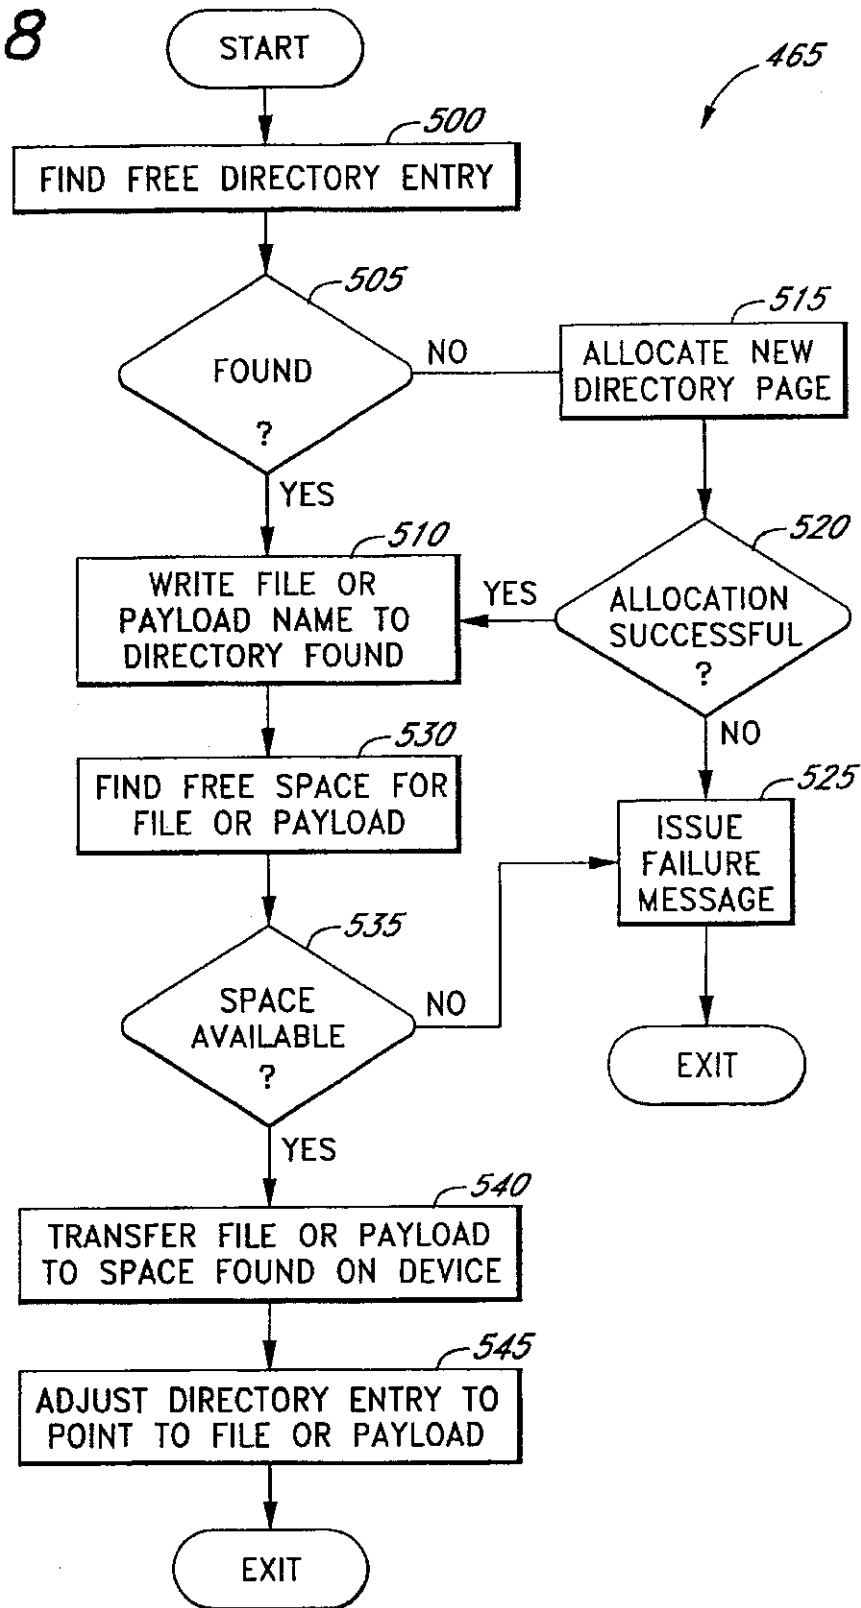 8
START
465
500
FIND FREE DIRECTORY ENTRY
505
FOUND
?
NO
515
ALLOCATE NEW
DIRECTORY PAGE
YES
510
WRITE FILE OR
PAYLOAD NAME TO
DIRECTORY FOUND
YES
520
ALLOCATION
SUCCESSFUL
?
NO
530
FIND FREE SPACE FOR
FILE OR PAYLOAD
525
ISSUE
FAILURE
MESSAGE
535
SPACE
AVAILABLE
?
NO
EXIT
YES
540
TRANSFER FILE OR PAYLOAD
TO SPACE FOUND ON DEVICE
545
ADJUST DIRECTORY ENTRY TO
POINT TO FILE OR PAYLOAD
EXIT